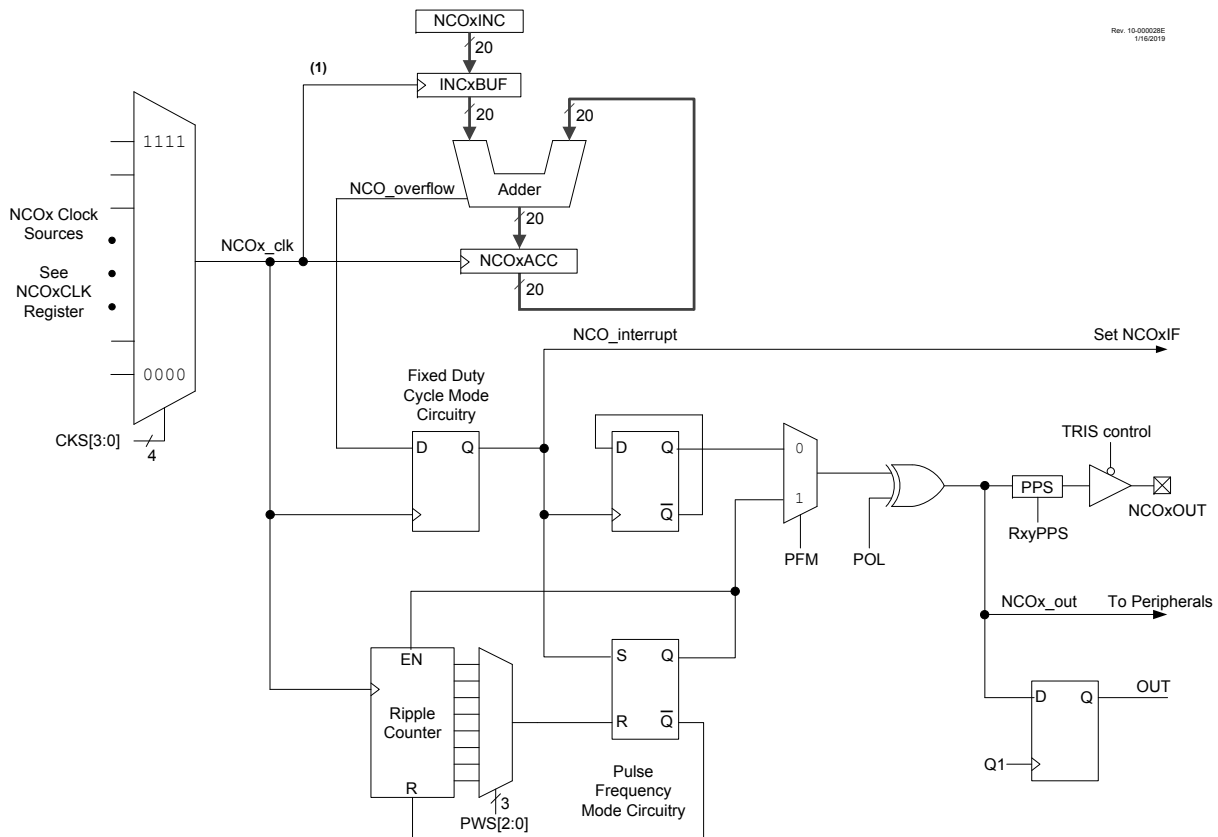 NCOxINC
Rev. 10-000028E
1/16/2019
20
(1)
INCxBUF
20
20
1111
NCO_overflow
Adder
NCOx Clock
Sources
20
NCOx_clk
NCOxACC
See
NCOxCLK
Register
20
NCO_interrupt
Set NCOxIF
0000
Fixed Duty
Cycle Mode
Circuitry
CKS[3:0]
4
TRIS control
D
Q
D
Q
0
PPS
1
Q
NCOxOUT
RxyPPS
PFM
POL
NCOx_out
To Peripherals
EN
S
Q
OUT
D
Q
Ripple
Counter
R
Q
Q1
R
Pulse
Frequency
Mode Circuitry
3
PWS[2:0]